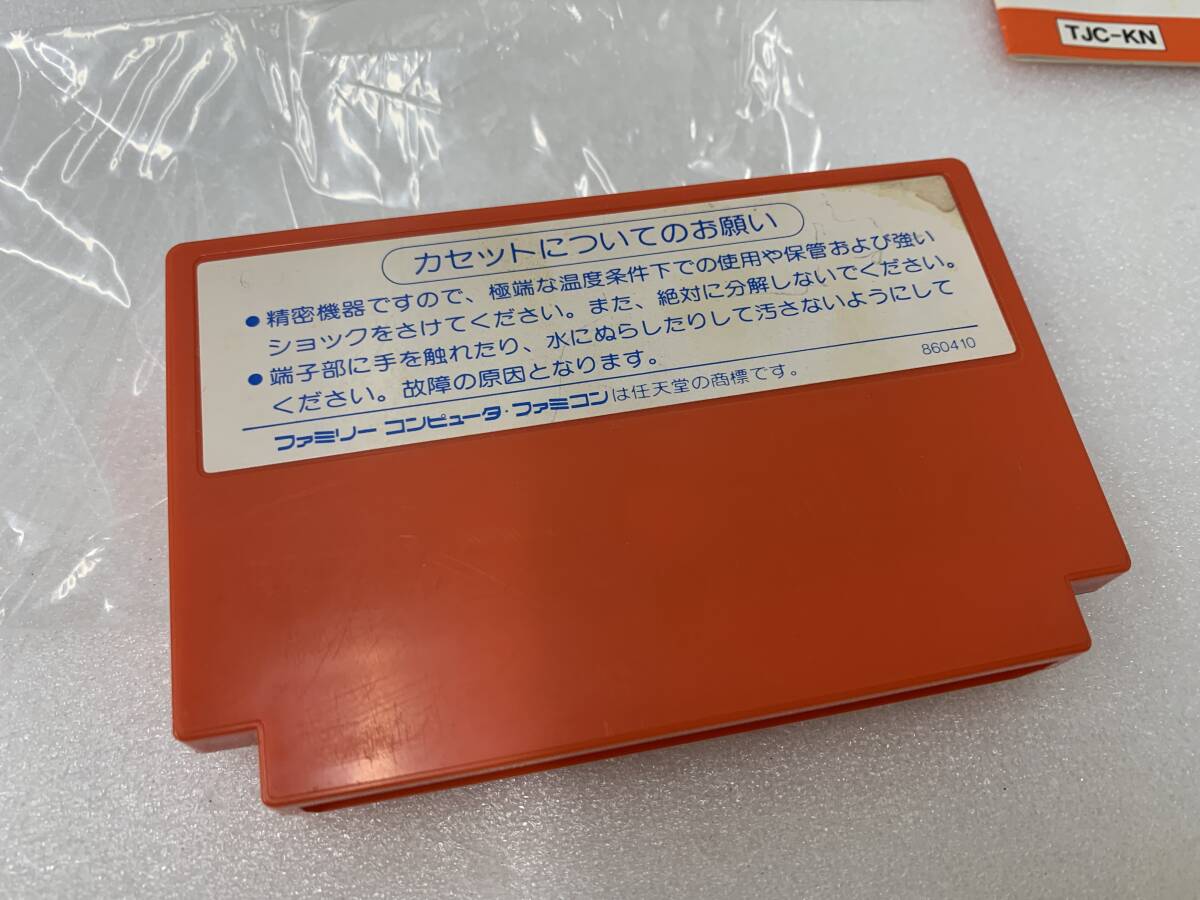 TJC-KN
カセットについてのお願い
●精密機器ですので、極端な温度条件下での使用や保管および強い
ショックをさけてください。また、絶対に分解しないでください。
●端子部に手を触れたり、水にぬらしたりして汚さないようにして
ください。故障の原因となります。
860410
ファミリー コンピュータ・ファミコンは任天堂の商標です。